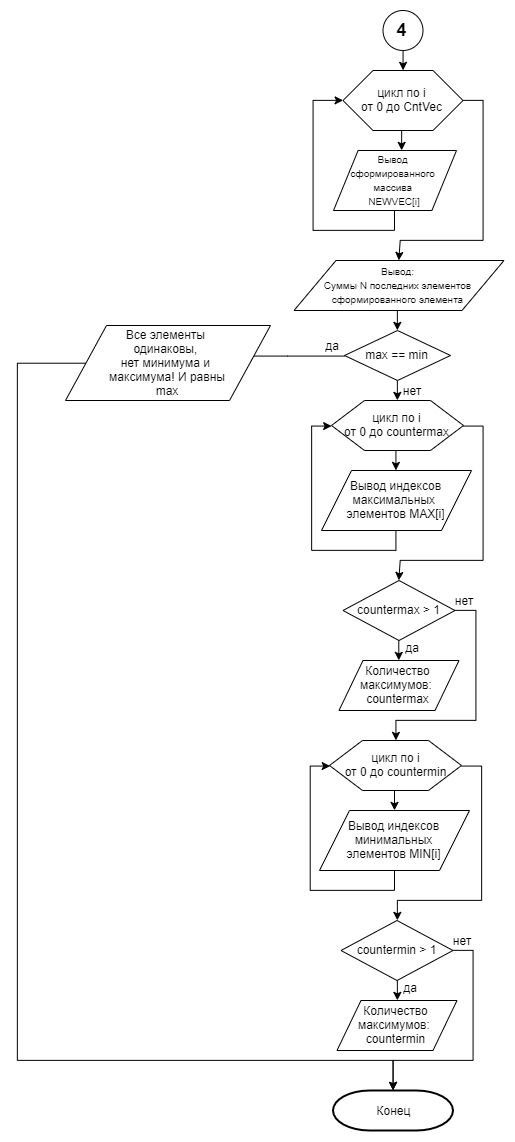 4
цикл по i
от 0 до CntVec
Вывод
сформированного
массива
NEWVEC[i]
Вывод:
Суммы N последних элементов
сформированного элемента
max == min
да
Все элементы
одинаковы,
нет минимума и
максимума! И равны
max
нет
цикл по i
от 0 до countermax
Вывод индексов
максимальных
элементов MAX[i]
countermax > 1
нет
да
Количество
максимумов:
countermax
цикл по i
от 0 до countermin
Вывод индексов
минимальных
элементов MIN[i]
countermin > 1
нет
да
Количество
максимумов:
countermin
Конец